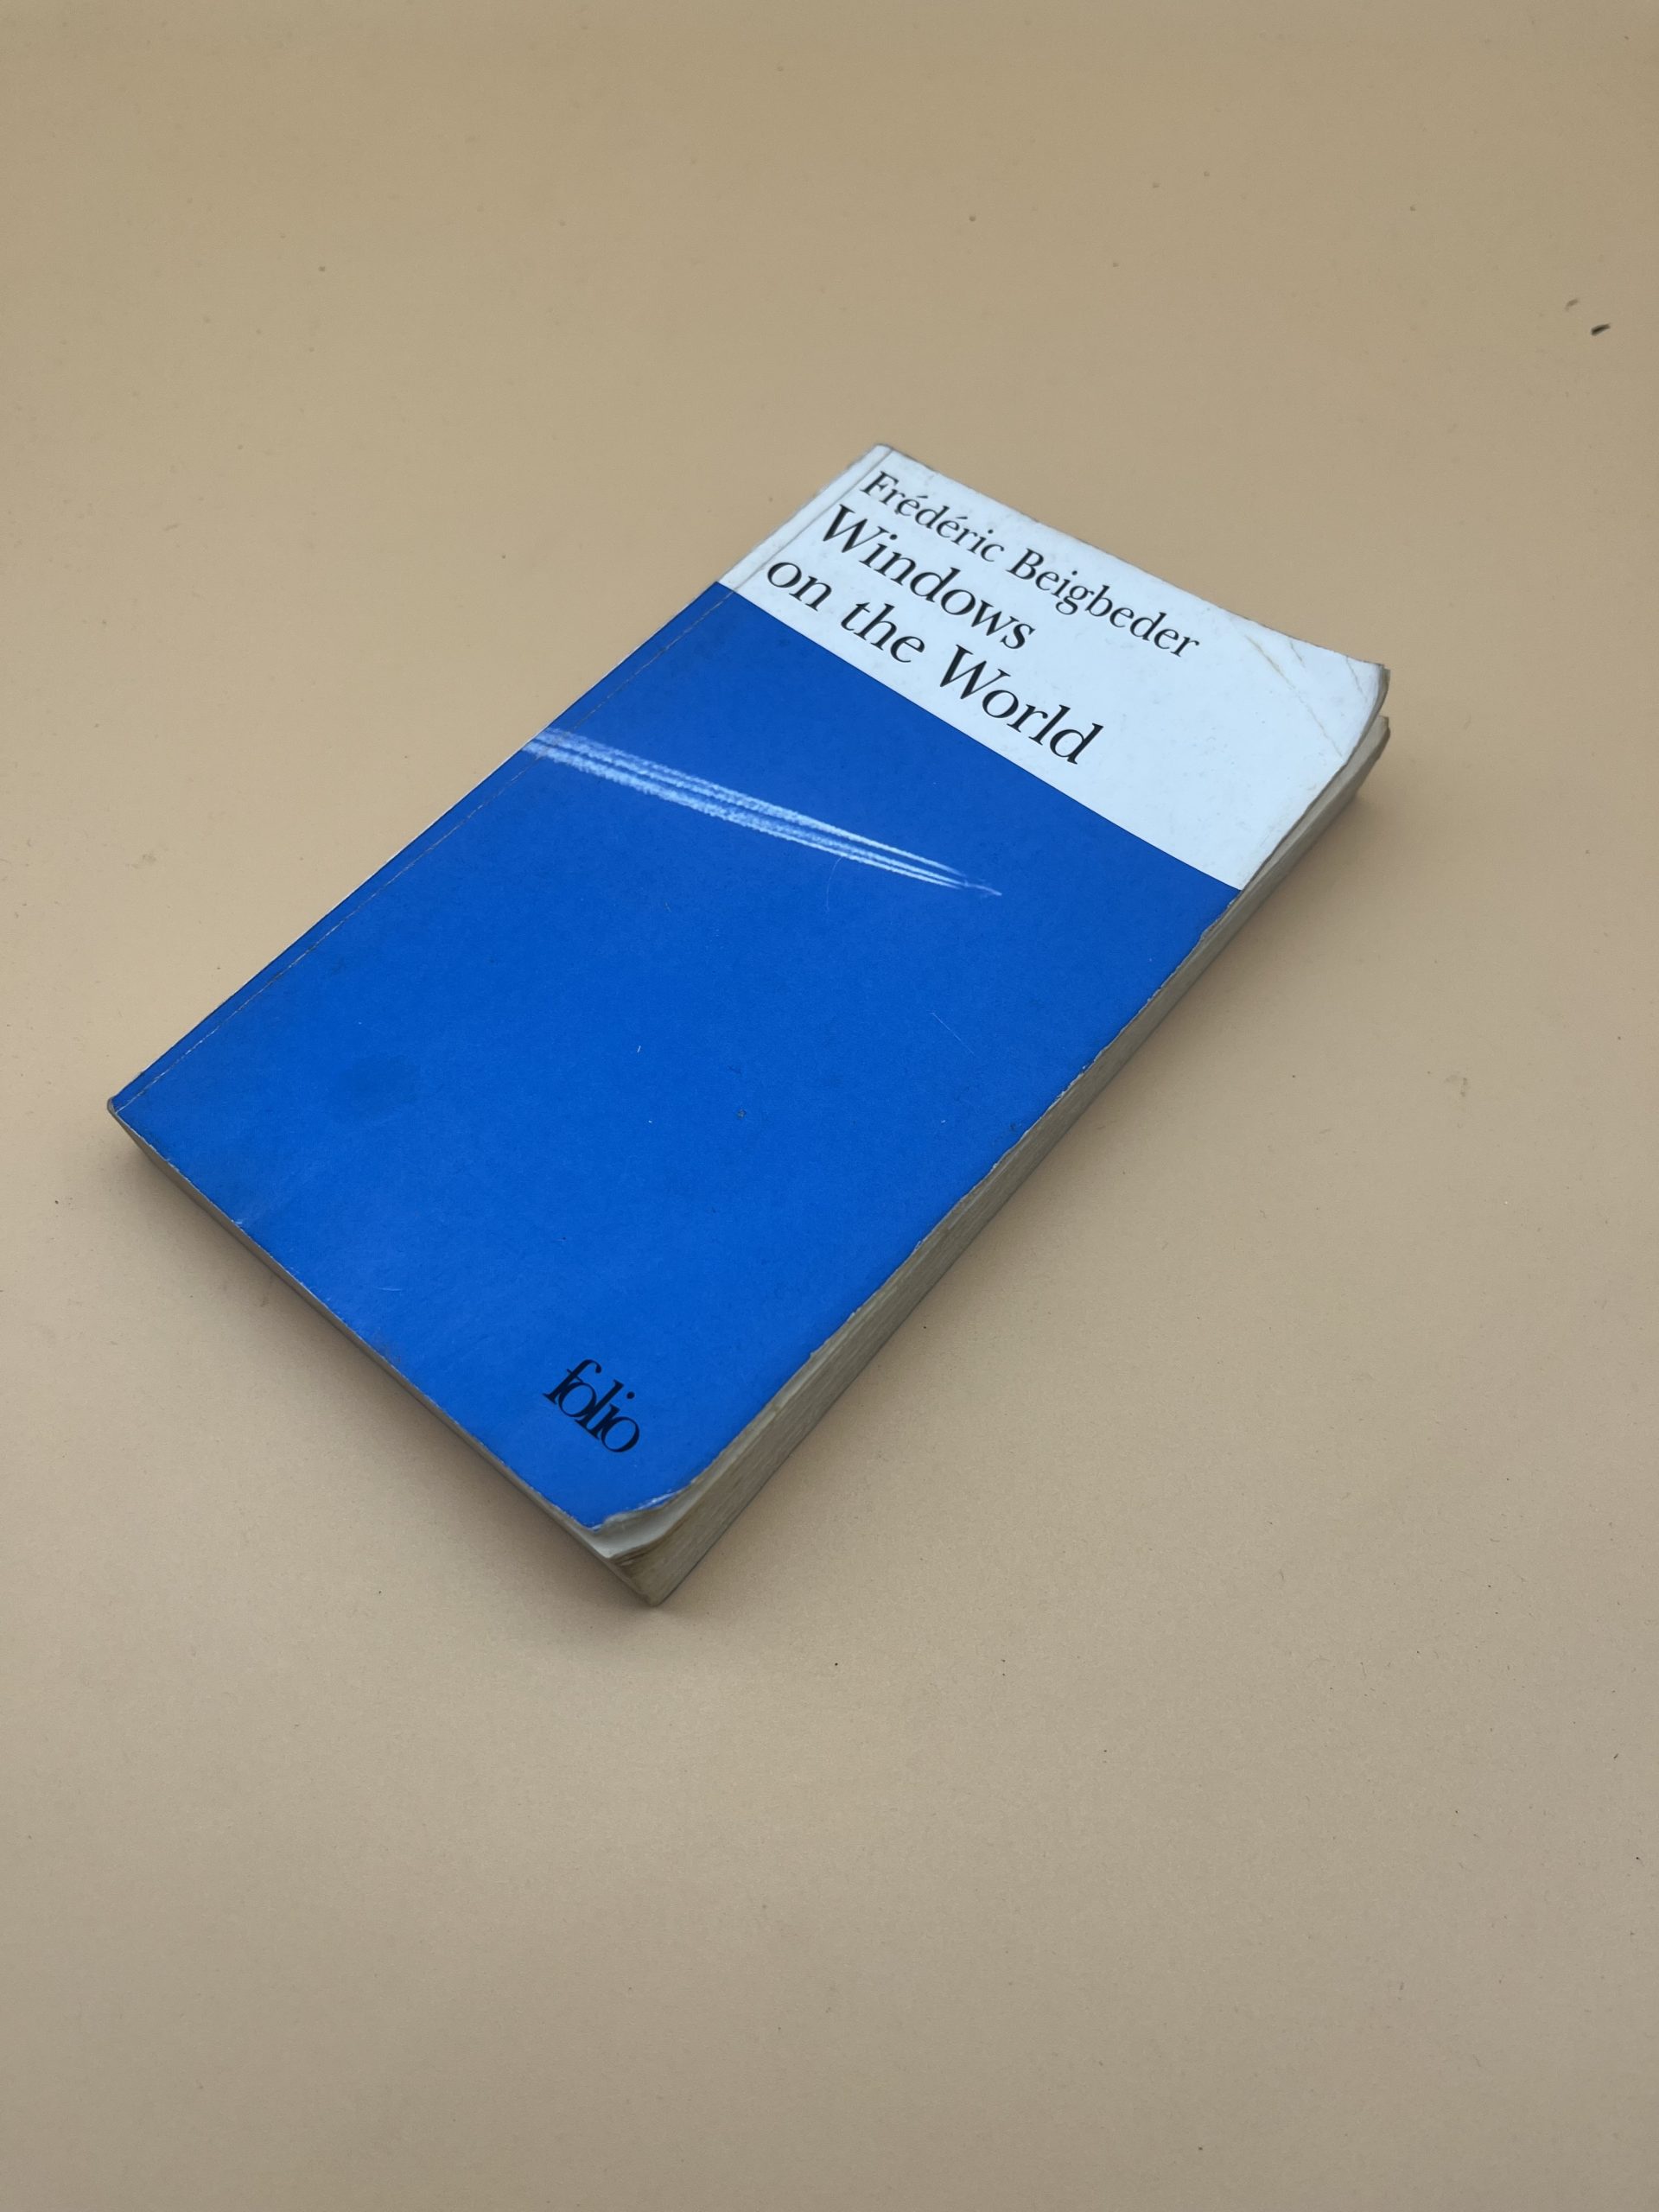 Frédéric Beigbeder
Windows
on the World
folio